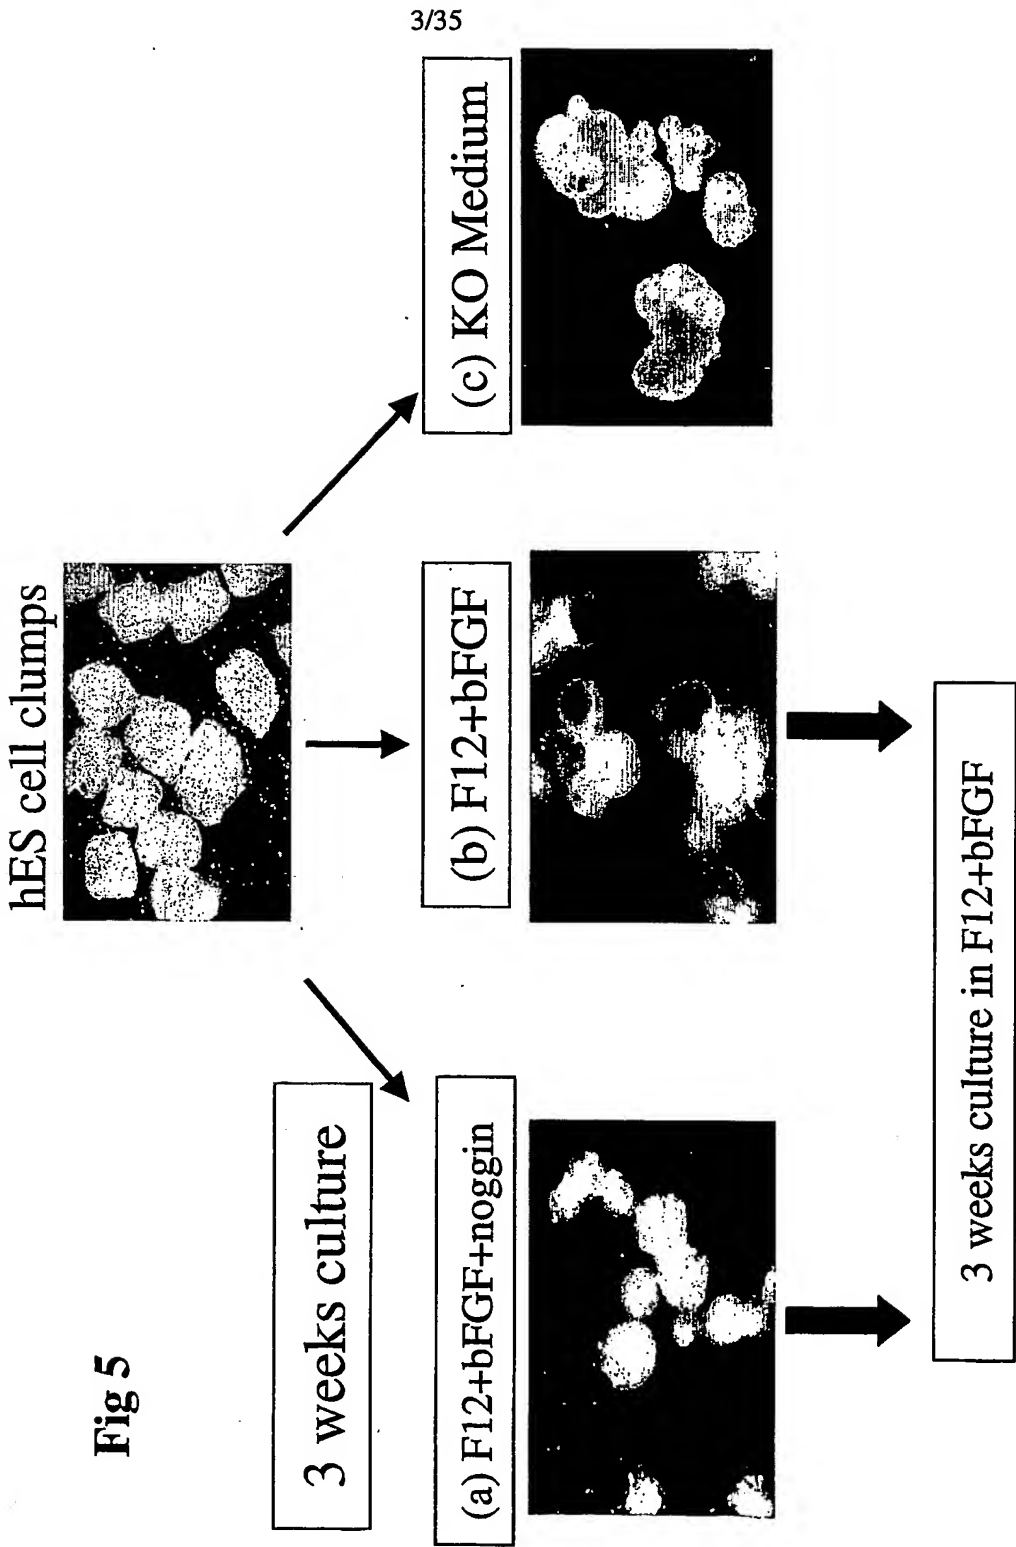 3/35
Fig 5
hES cell clumps
3 weeks culture
(a) F12+bFGF+noggin
(b) F12+bFGF
(c) KO Medium
3 weeks culture in F12+bFGF